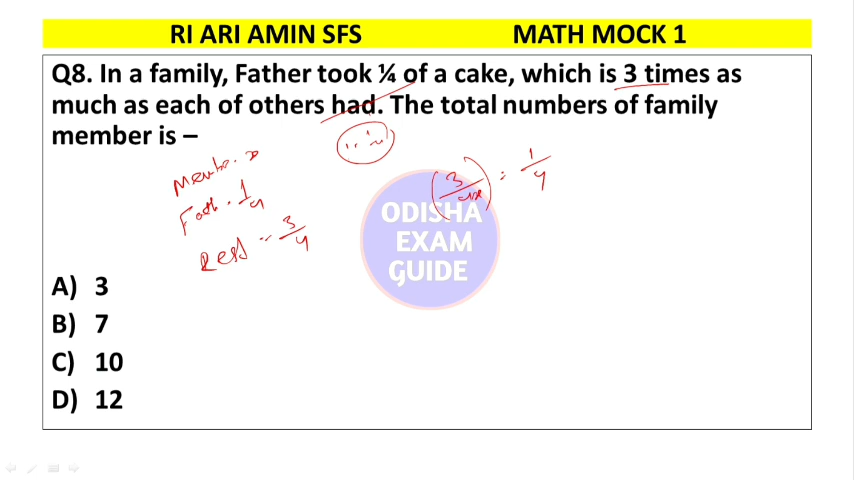 RI ARI AMIN SFS MATH MOCK 1
Q8. In a family, Father took ¼ of a cake, which is 3 times as
much as each of others had. The total numbers of family
member is –
Rest = 3/4
1/4
ODISHA
EXAM
GUIDE
A) 3
B) 7
C) 10
D) 12